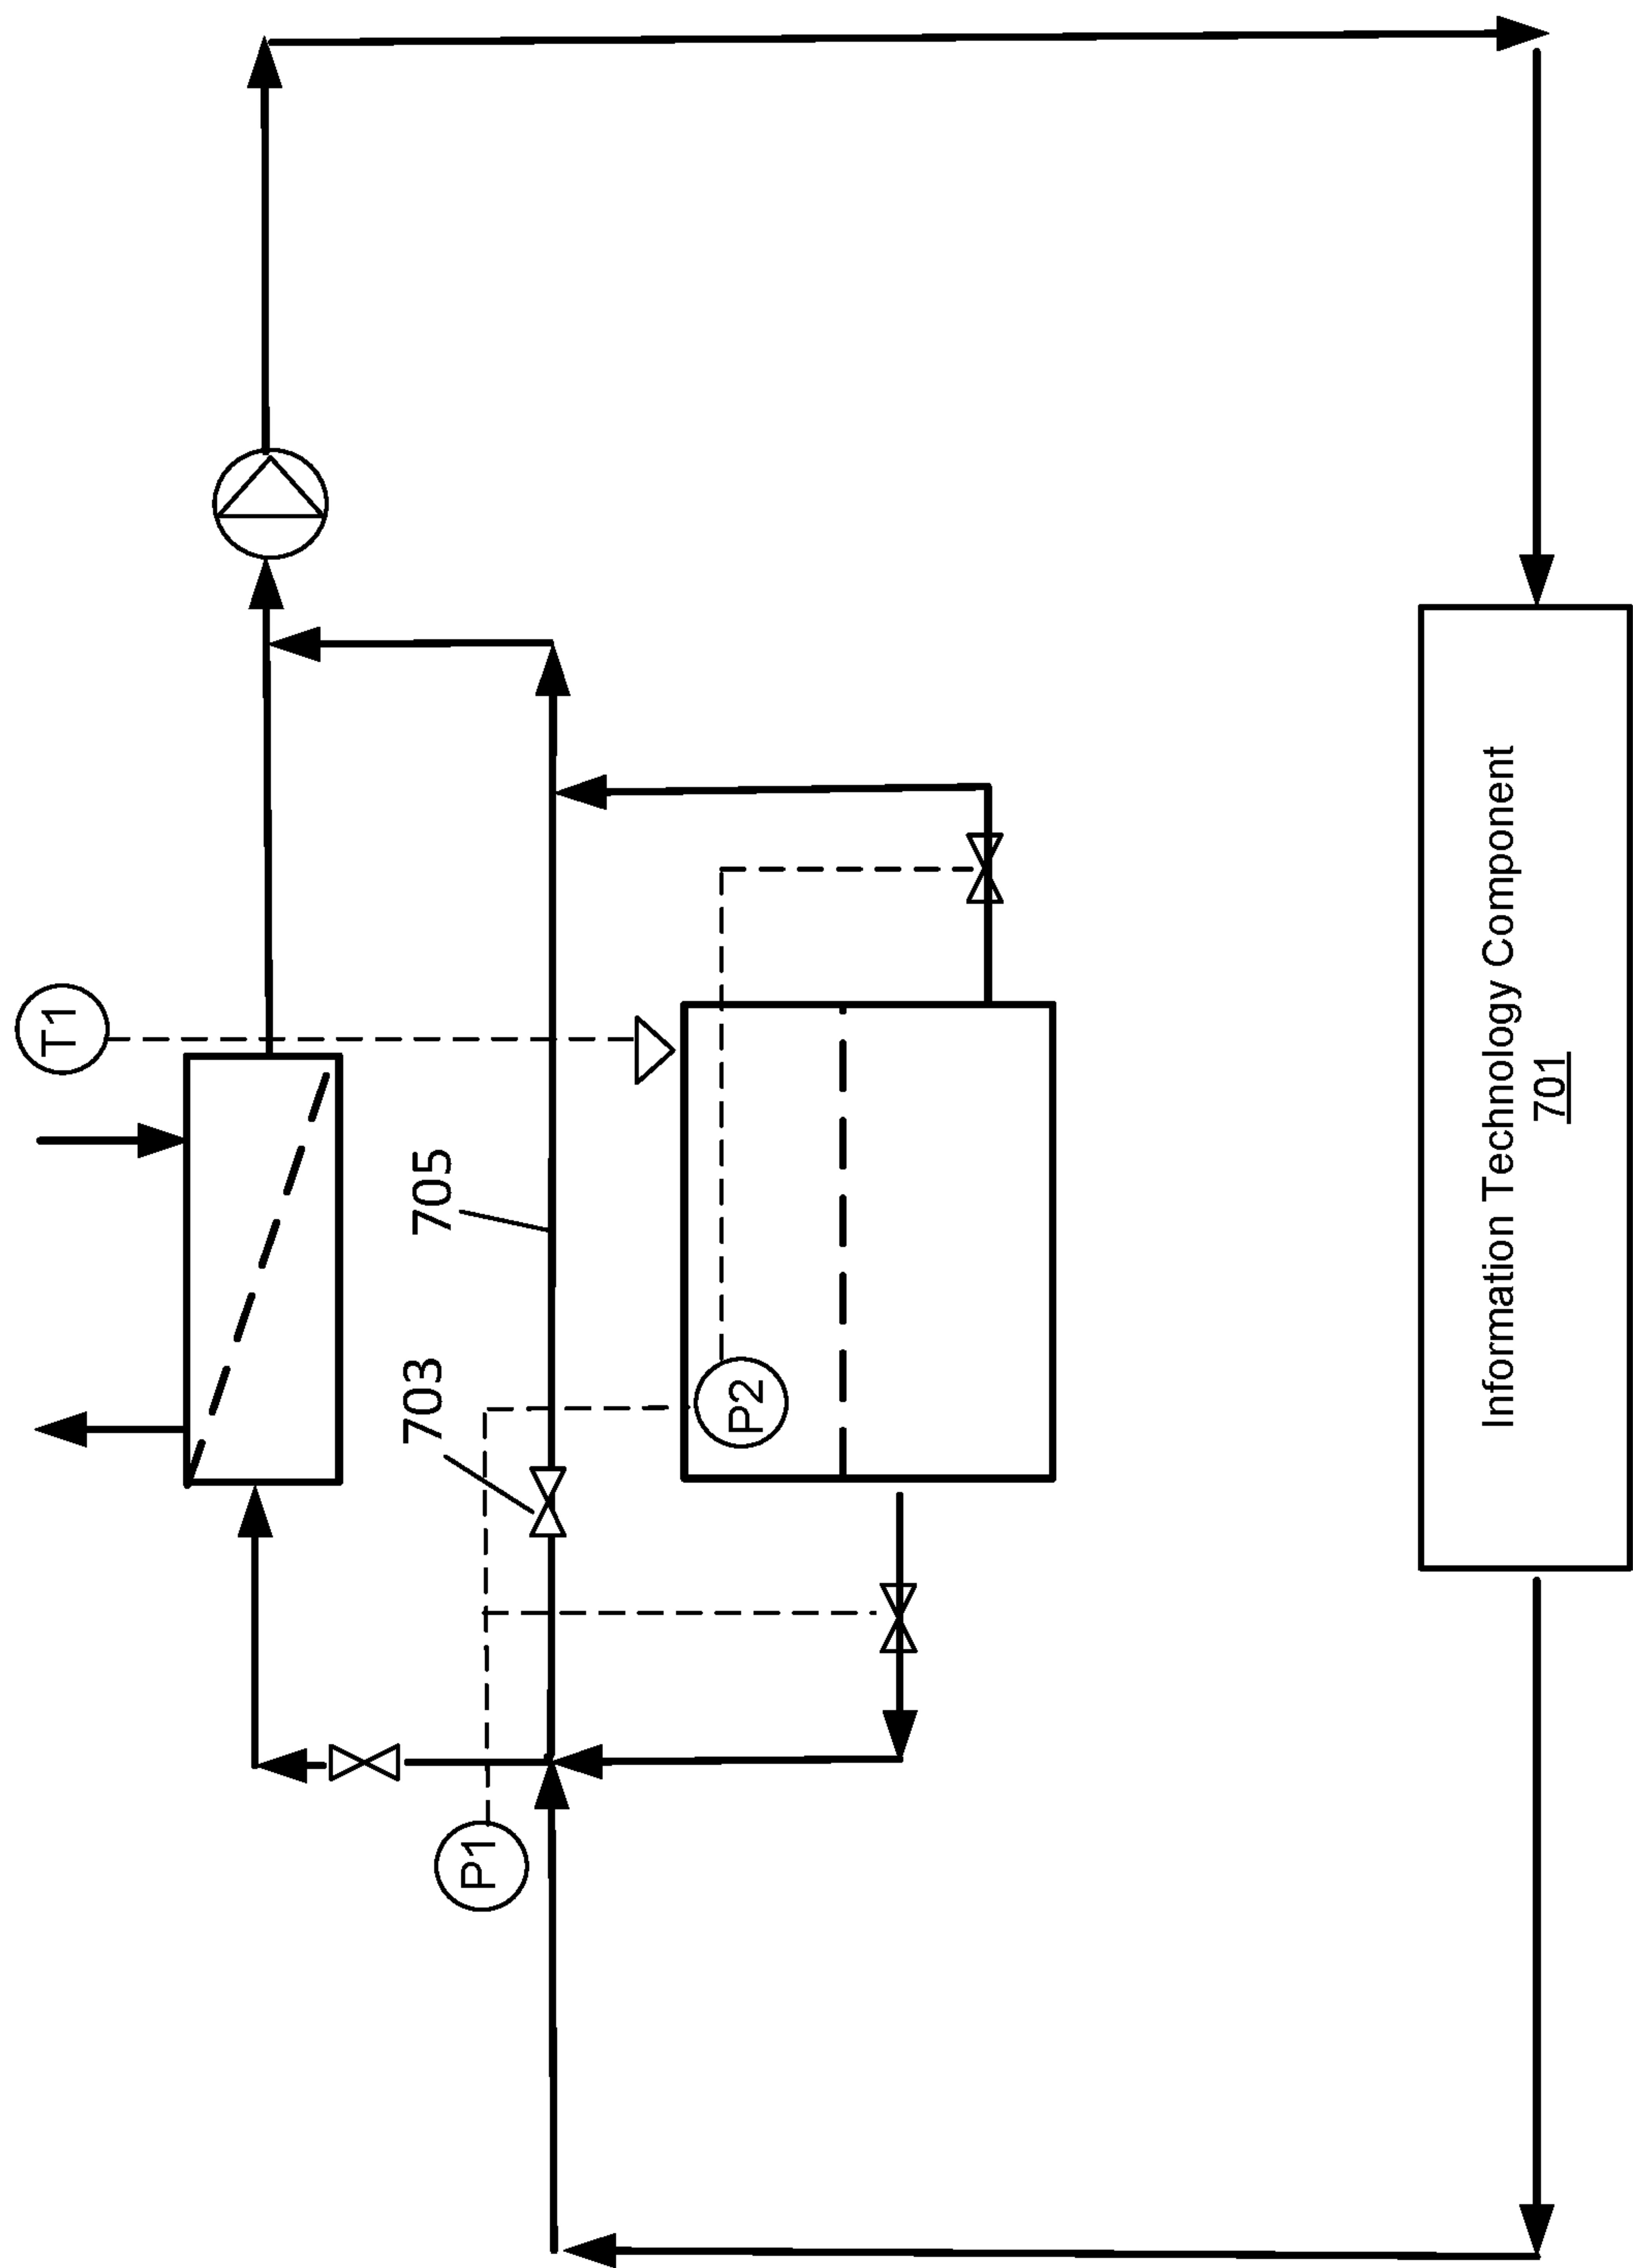 T1
705
703
P2
P1
Information Technology Component
701